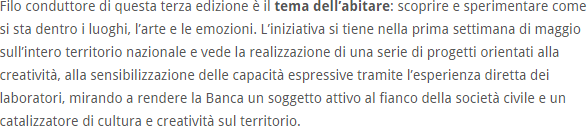 Filo conduttore di questa terza edizione è il tema dell’abitare: scoprire e sperimentare come
si sta dentro i luoghi, l’arte e le emozioni. L’iniziativa si tiene nella prima settimana di maggio
sull’intero territorio nazionale e vede la realizzazione di una serie di progetti orientati alla
creatività, alla sensibilizzazione delle capacità espressive tramite l’esperienza diretta dei
laboratori, mirando a rendere la Banca un soggetto attivo al fianco della società civile e un
catalizzatore di cultura e creatività sul territorio.